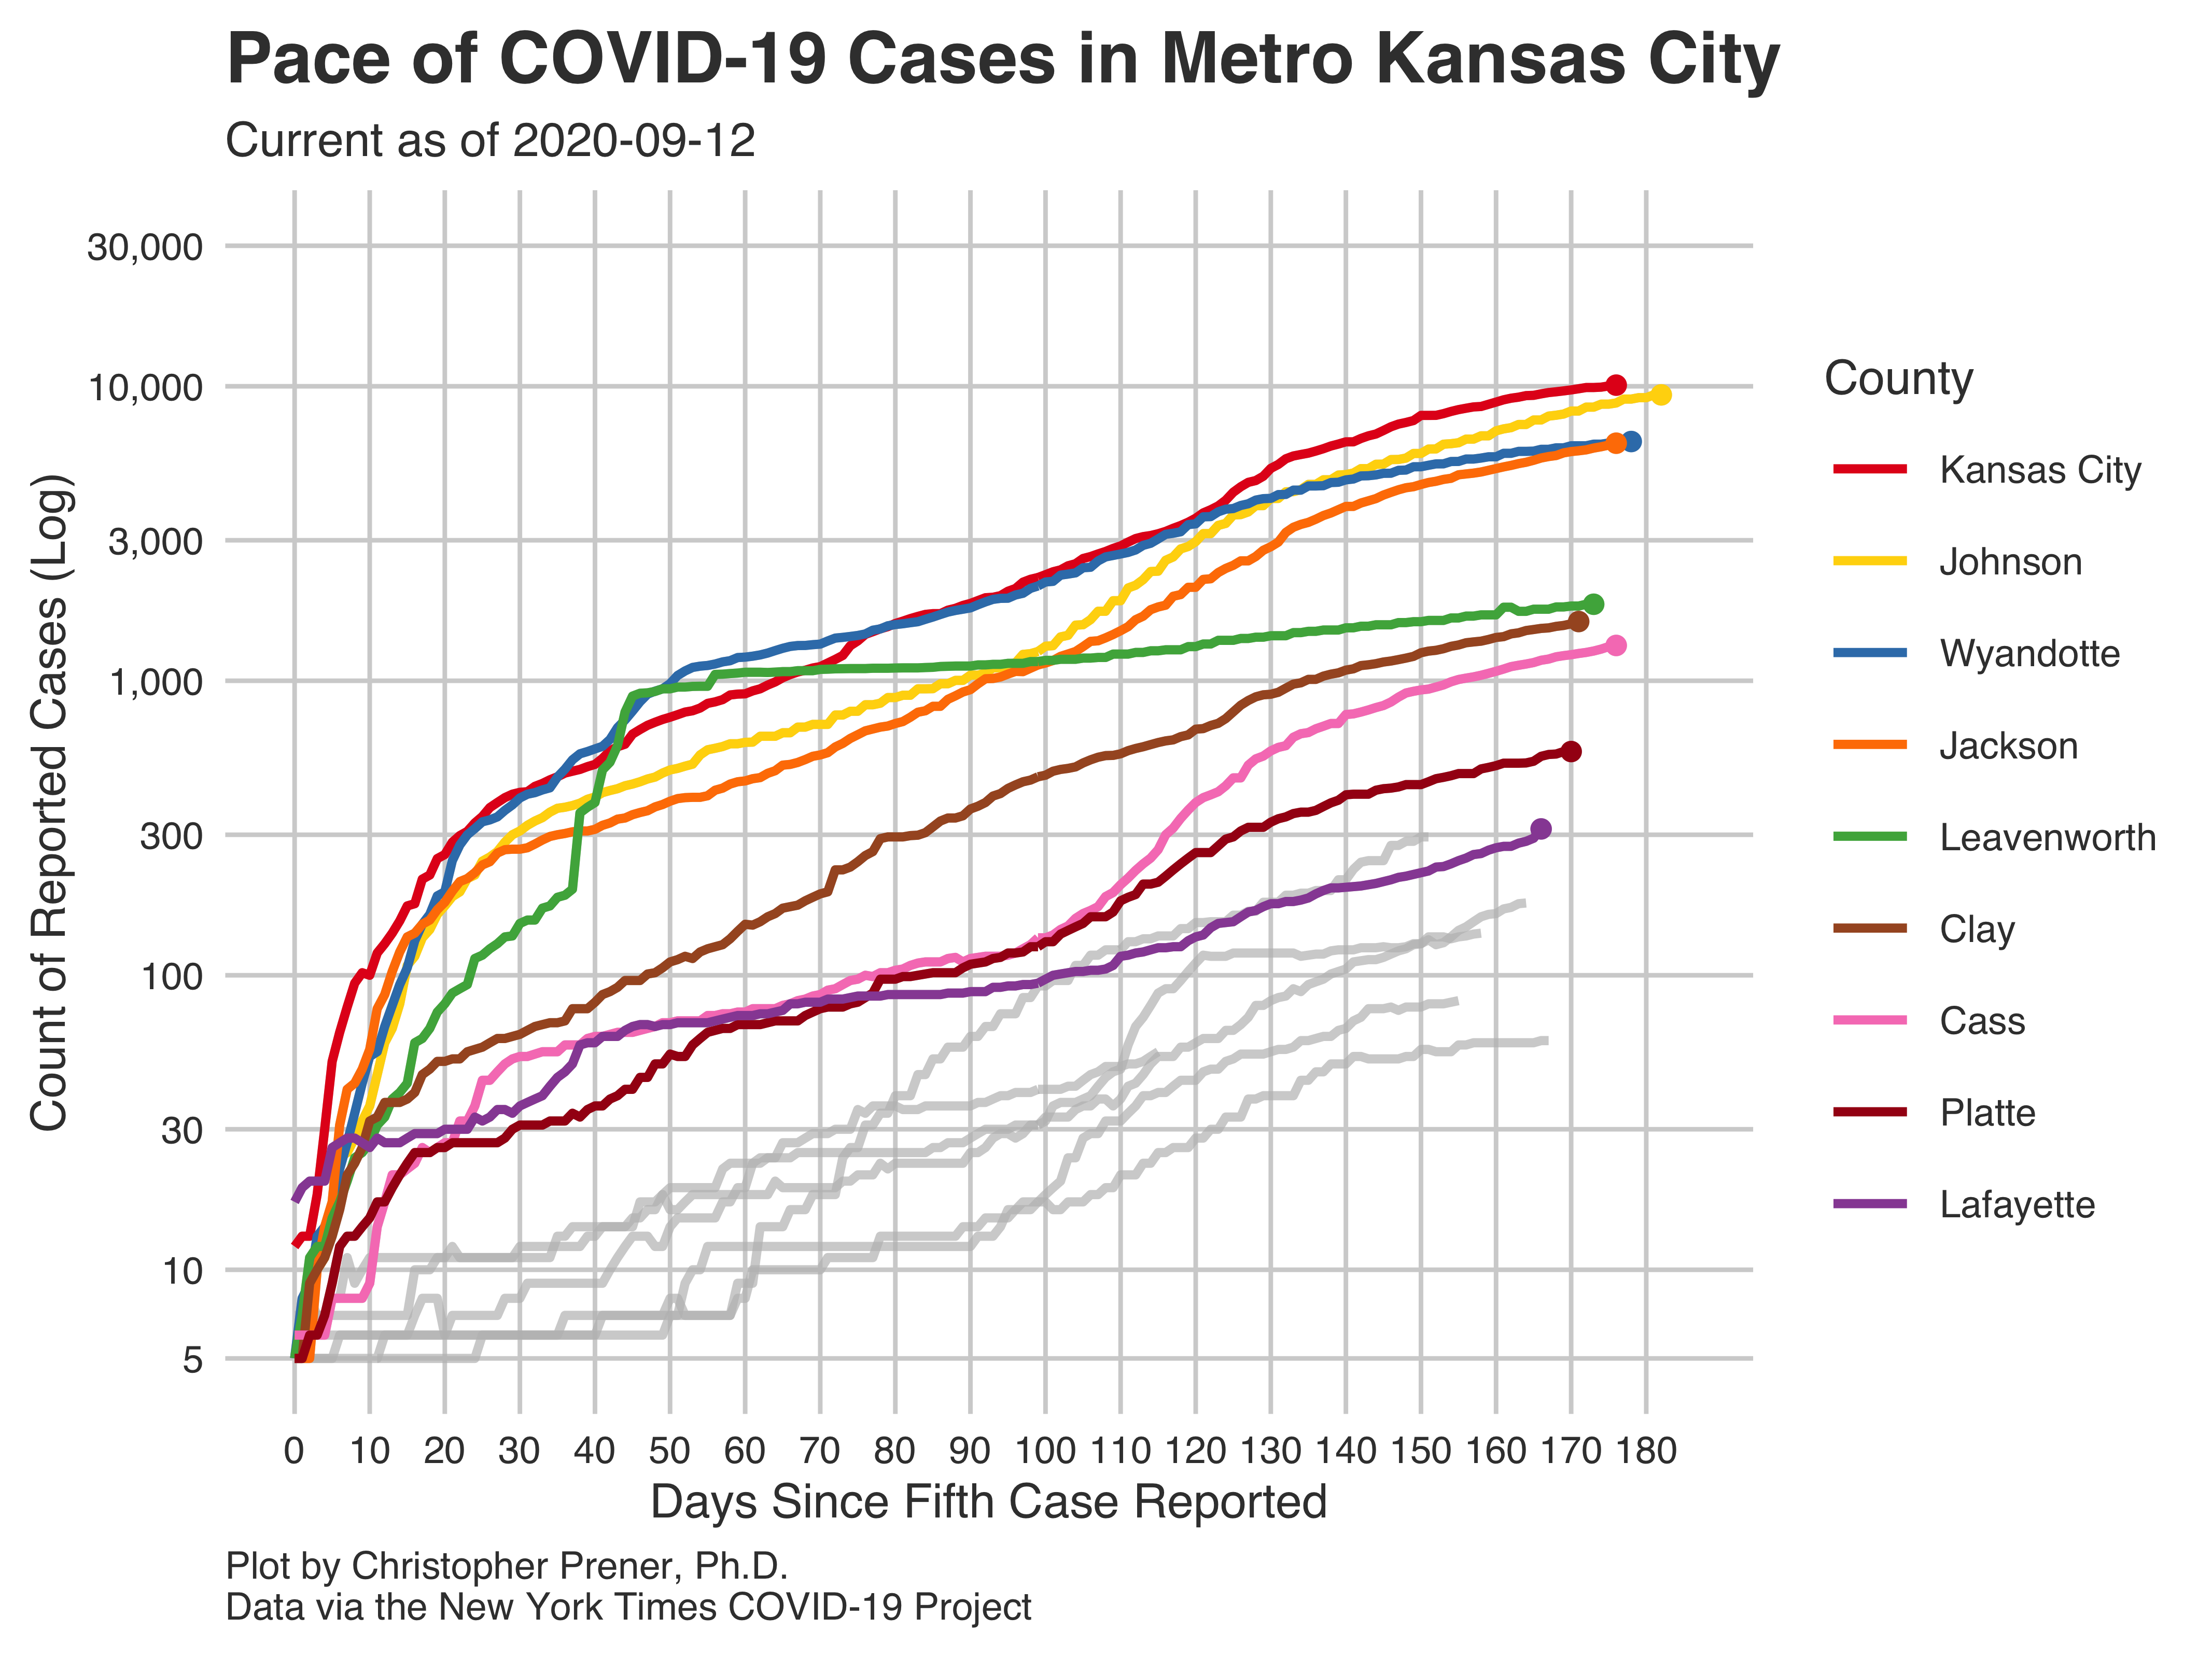 Pace of COVID-19 Cases in Metro Kansas City
Current as of 2020-09-12
Count of Reported Cases (Log)
30,000
10,000
3,000
1,000
300
100
30
10
5
0 10 20 30 40 50 60 70 80 90 100 110 120 130 140 150 160 170 180
Days Since Fifth Case Reported
County
Kansas City
Johnson
Wyandotte
Jackson
Leavenworth
Clay
Cass
Platte
Lafayette
Plot by Christopher Prener, Ph.D.
Data via the New York Times COVID-19 Project